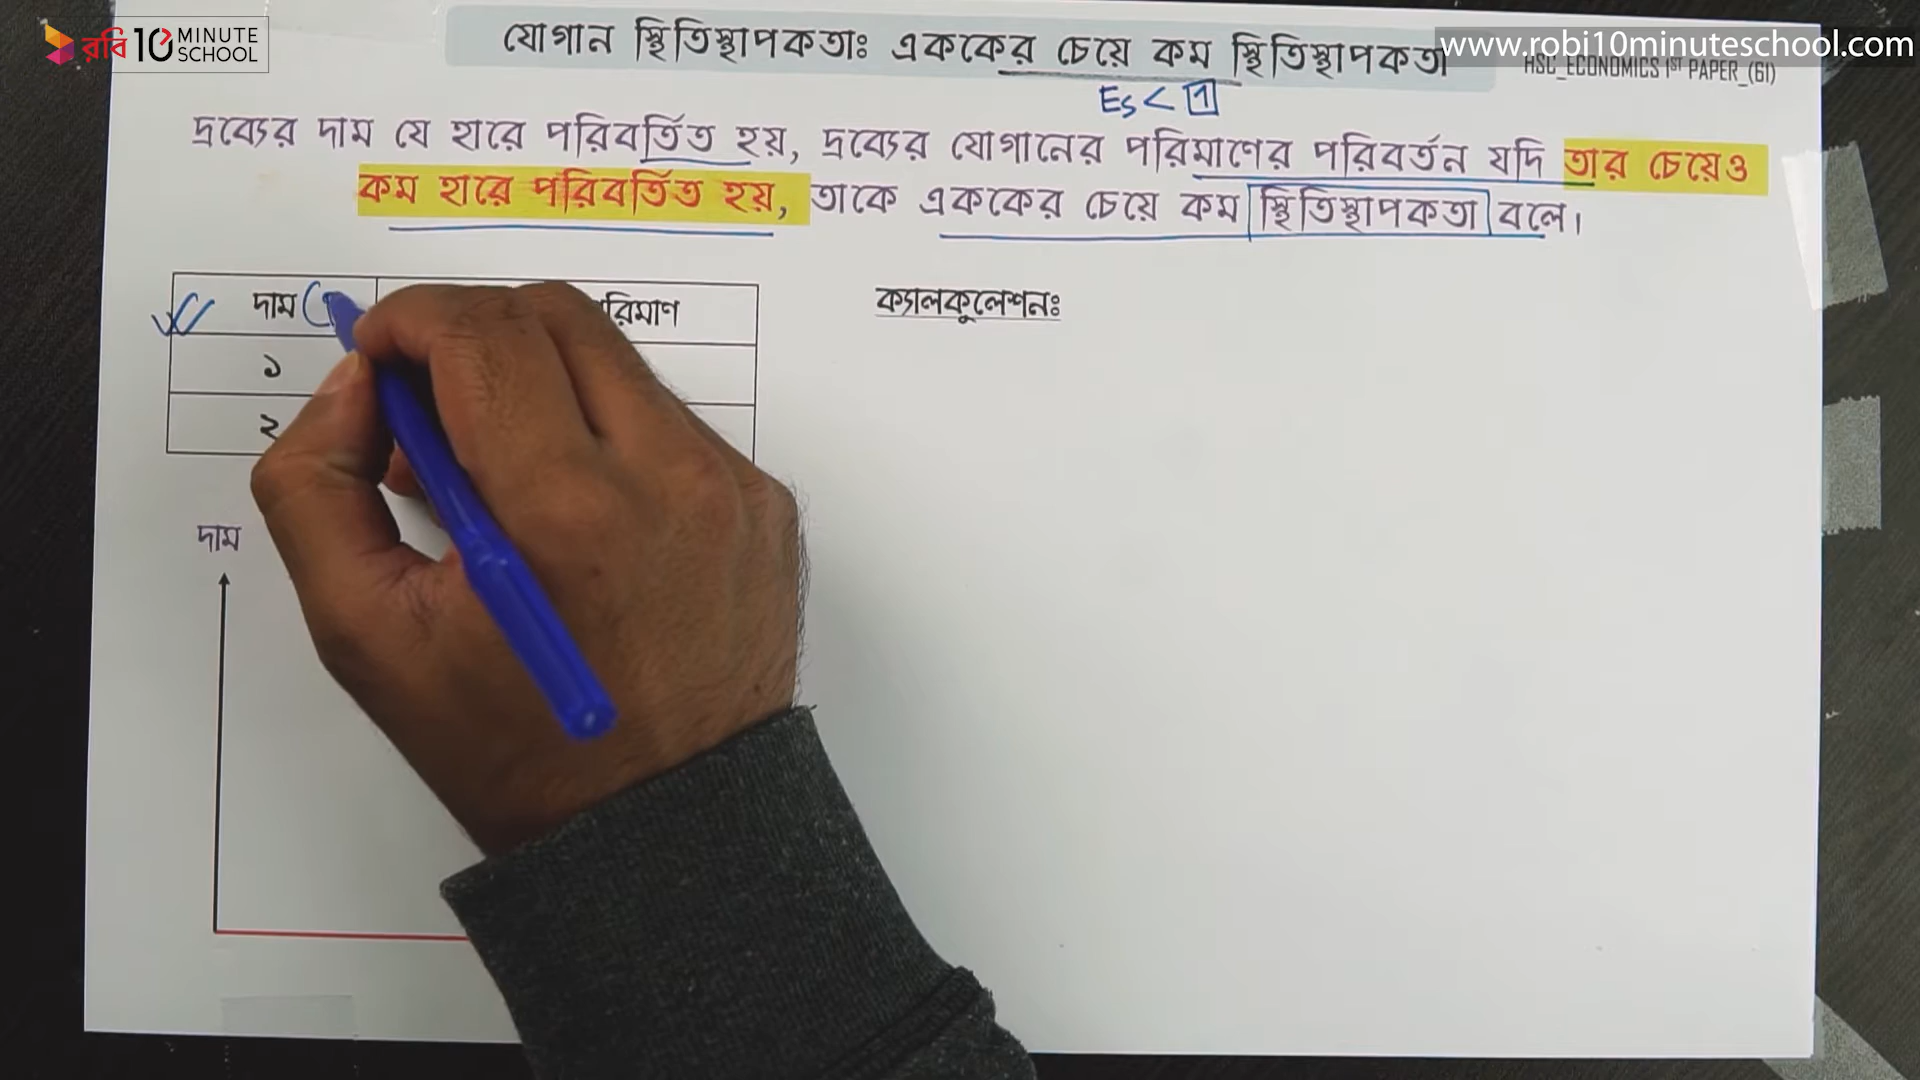 রবি 10 MINUTE SCHOOL
www.robi10minuteschool.com
যোগান স্থিতিস্থাপকতাঃ এককের চেয়ে কম স্থিতিস্থাপকতা
HSC_ECONOMICS 1ST PAPER_(61)
Es < 1
দ্রব্যের দাম যে হারে পরিবর্তিত হয়, দ্রব্যের যোগানের পরিমাণের পরিবর্তন যদি তার চেয়েও
কম হারে পরিবর্তিত হয়, তাকে এককের চেয়ে কম স্থিতিস্থাপকতা বলে।
দাম
ক্যালকুলেশনঃ
১
২
দাম